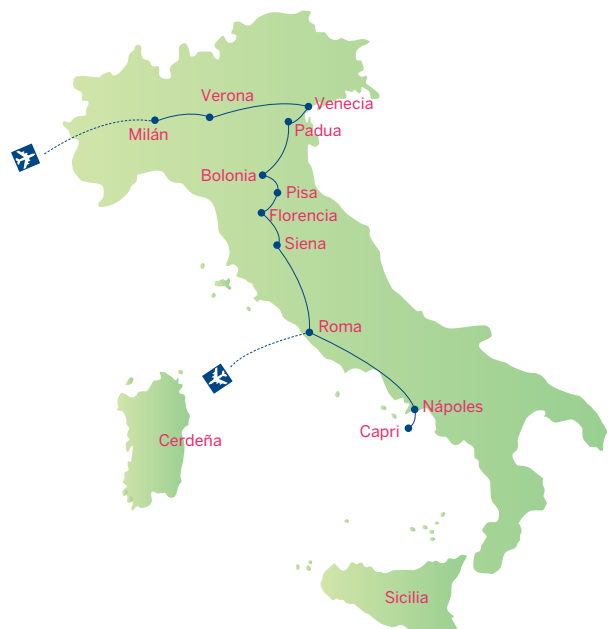 Verona
Venecia
Milán
Padua
Bolonia
Pisa
Florencia
Siena
Roma
Nápoles
Capri
Cerdeña
Sicilia